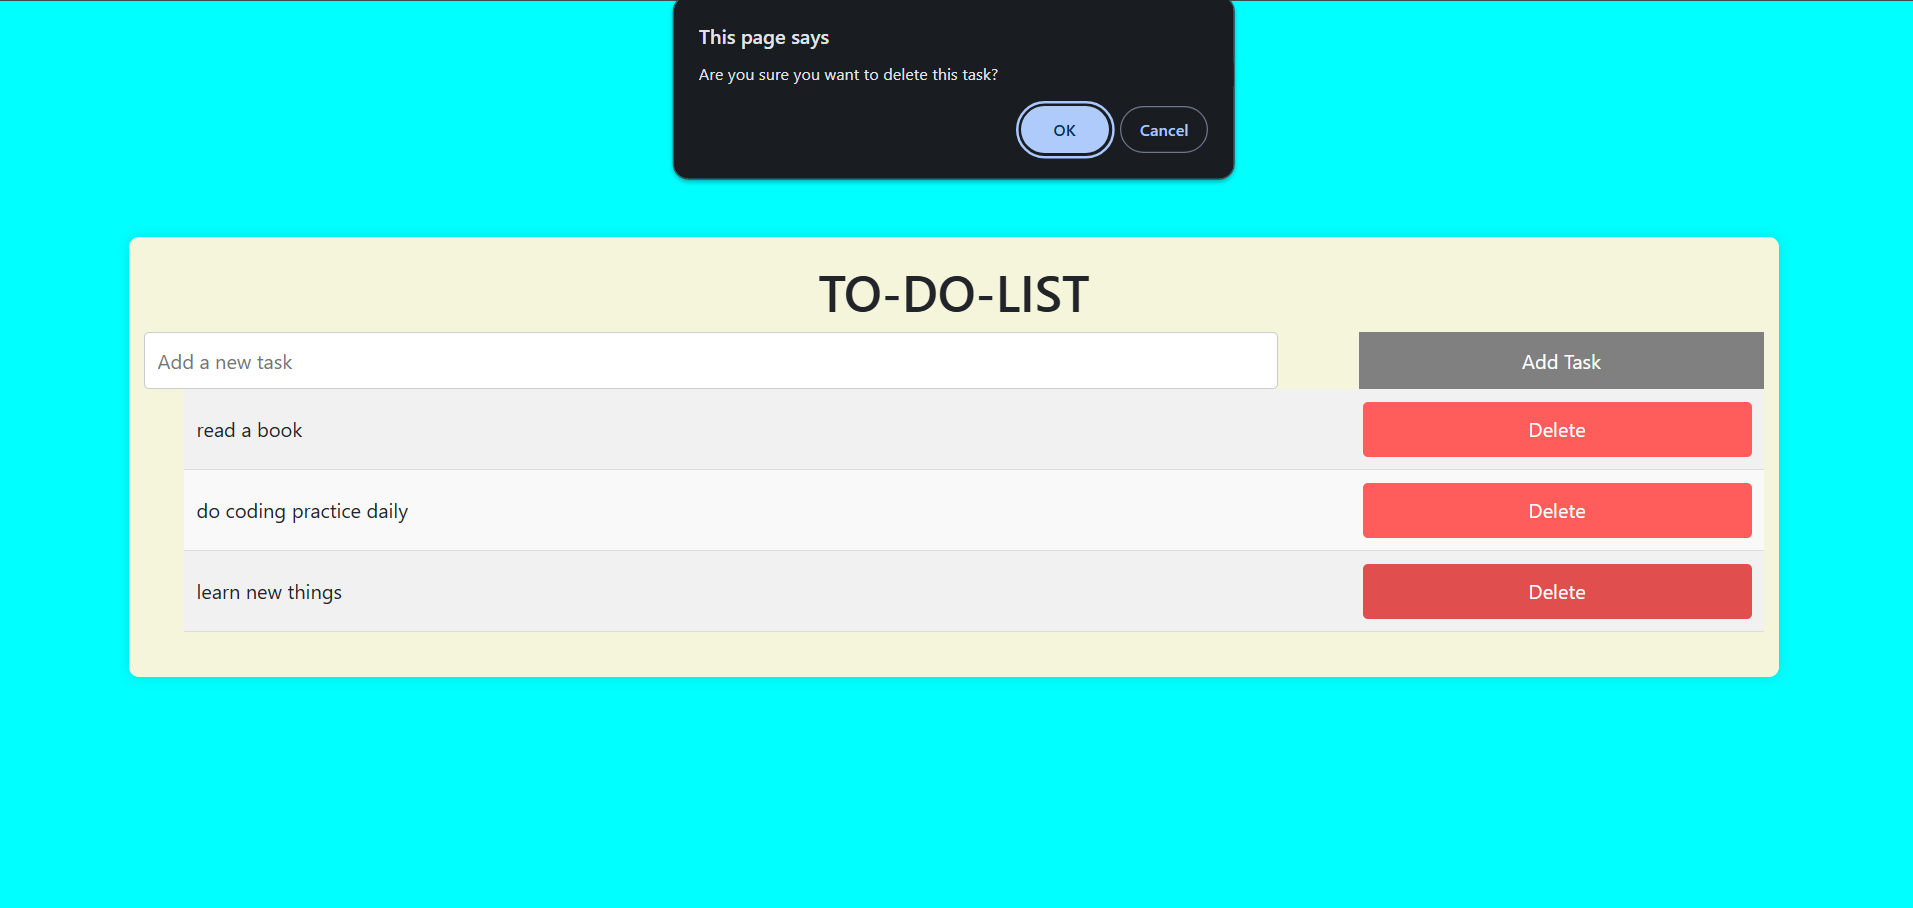 This page says
Are you sure you want to delete this task?
OK Cancel
TO-DO-LIST
Add a new task Add Task
read a book Delete
do coding practice daily Delete
learn new things Delete